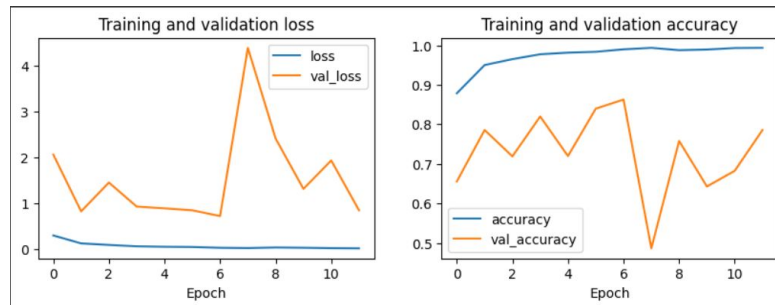 Training and validation loss
4
3
2
1
0
loss
val_loss
0 2 4 6 8 10
Epoch
Training and validation accuracy
1.0
0.9
0.8
0.7
0.6
0.5
accuracy
val_accuracy
0 2 4 6 8 10
Epoch